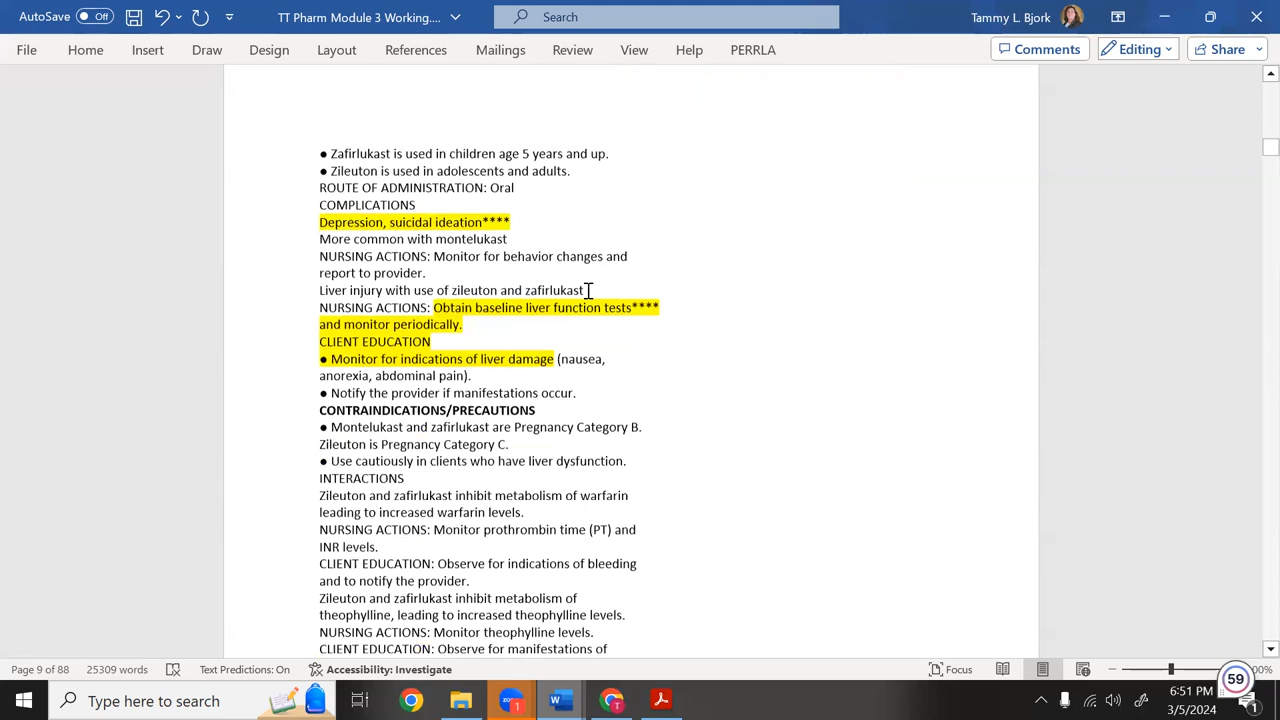 AutoSave Off TT Pharm Module 3 Working.... Search Tammy L. Bjork
File Home Insert Draw Design Layout References Mailings Review View Help PERRLA Comments Editing Share
● Zafirlukast is used in children age 5 years and up.
● Zileuton is used in adolescents and adults.
ROUTE OF ADMINISTRATION: Oral
COMPLICATIONS
Depression, suicidal ideation****
More common with montelukast
NURSING ACTIONS: Monitor for behavior changes and
report to provider.
Liver injury with use of zileuton and zafirlukast
NURSING ACTIONS: Obtain baseline liver function tests****
and monitor periodically.
CLIENT EDUCATION
● Monitor for indications of liver damage (nausea,
anorexia, abdominal pain).
● Notify the provider if manifestations occur.
CONTRAINDICATIONS/PRECAUTIONS
● Montelukast and zafirlukast are Pregnancy Category B.
Zileuton is Pregnancy Category C.
● Use cautiously in clients who have liver dysfunction.
INTERACTIONS
Zileuton and zafirlukast inhibit metabolism of warfarin
leading to increased warfarin levels.
NURSING ACTIONS: Monitor prothrombin time (PT) and
INR levels.
CLIENT EDUCATION: Observe for indications of bleeding
and to notify the provider.
Zileuton and zafirlukast inhibit metabolism of
theophylline, leading to increased theophylline levels.
NURSING ACTIONS: Monitor theophylline levels.
CLIENT EDUCATION: Observe for manifestations of
Page 9 of 88 25309 words Text Predictions: On Accessibility: Investigate Focus
59
Type here to search
6:51 PM
3/5/2024